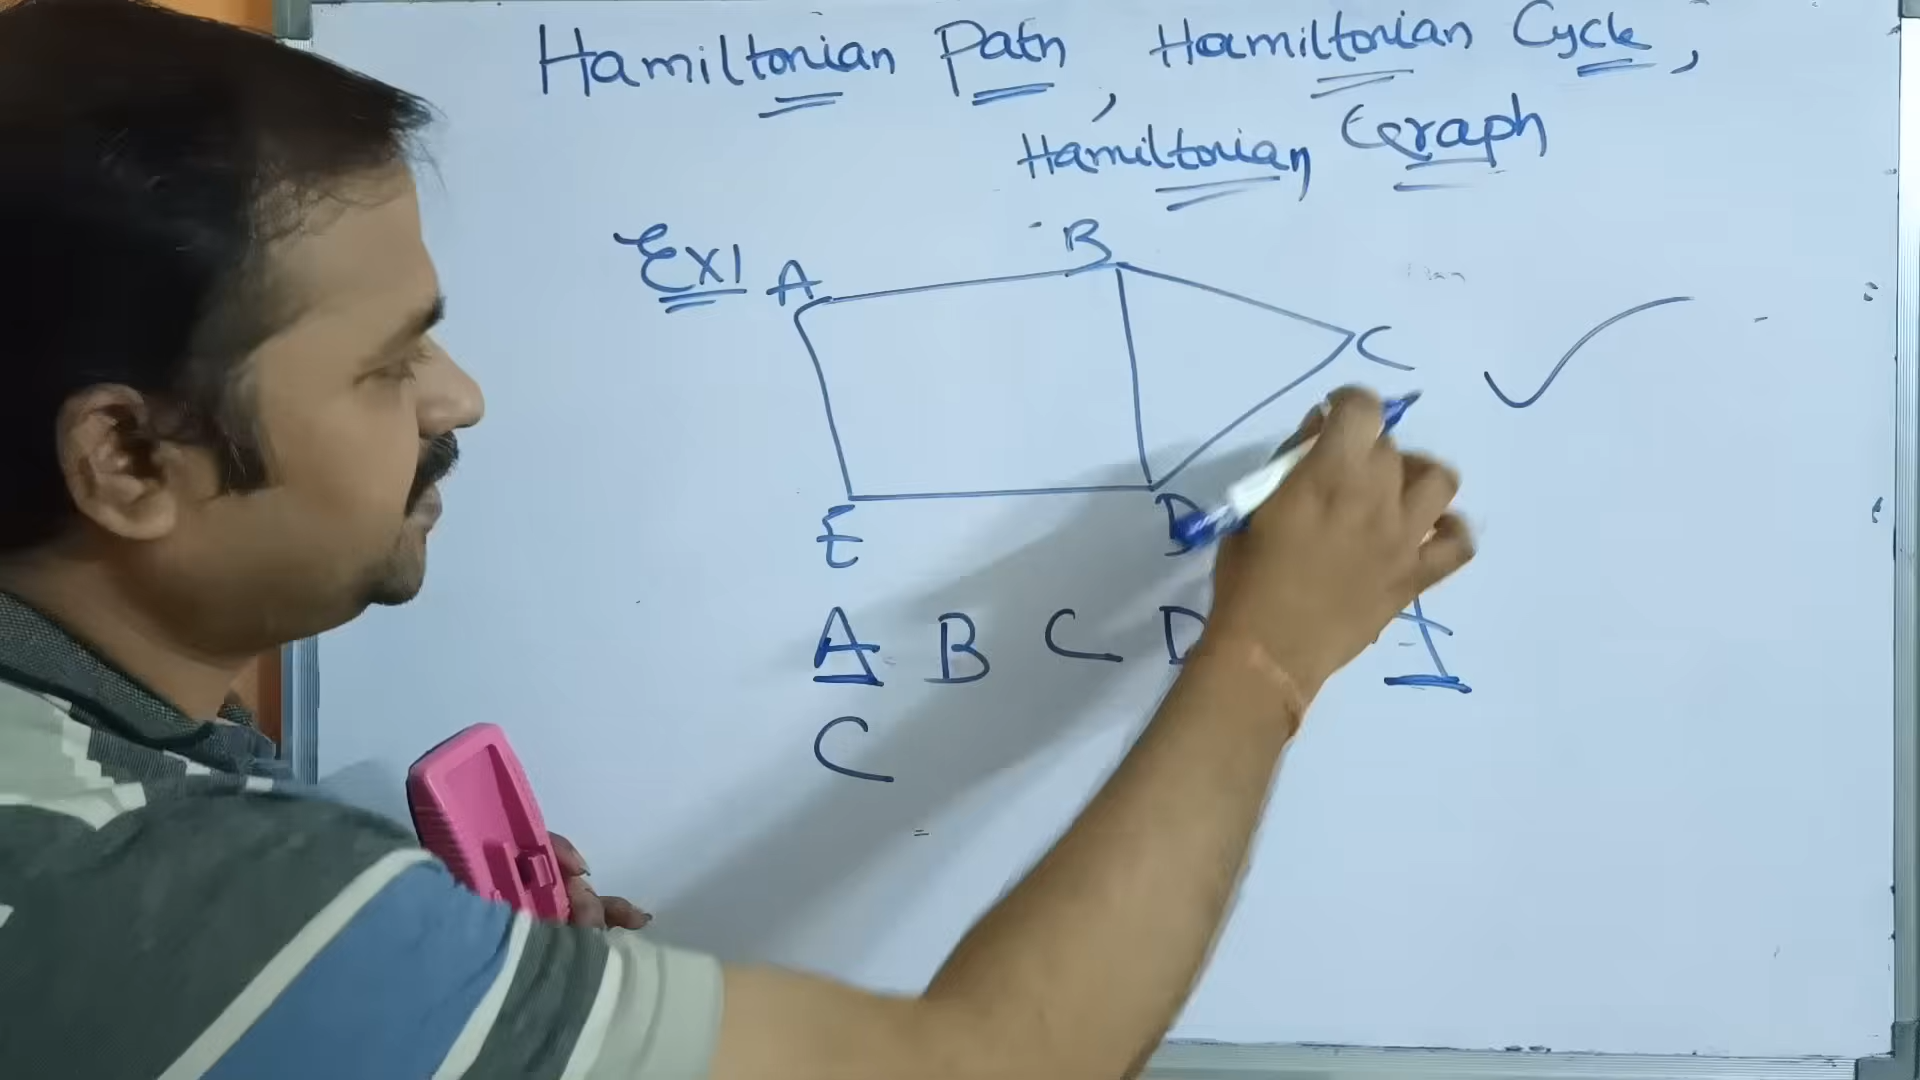 Hamiltonian Path, Hamiltonian Cycle,
Hamiltonian Graph
Ex1
A B
C
E D
A B C D A
C